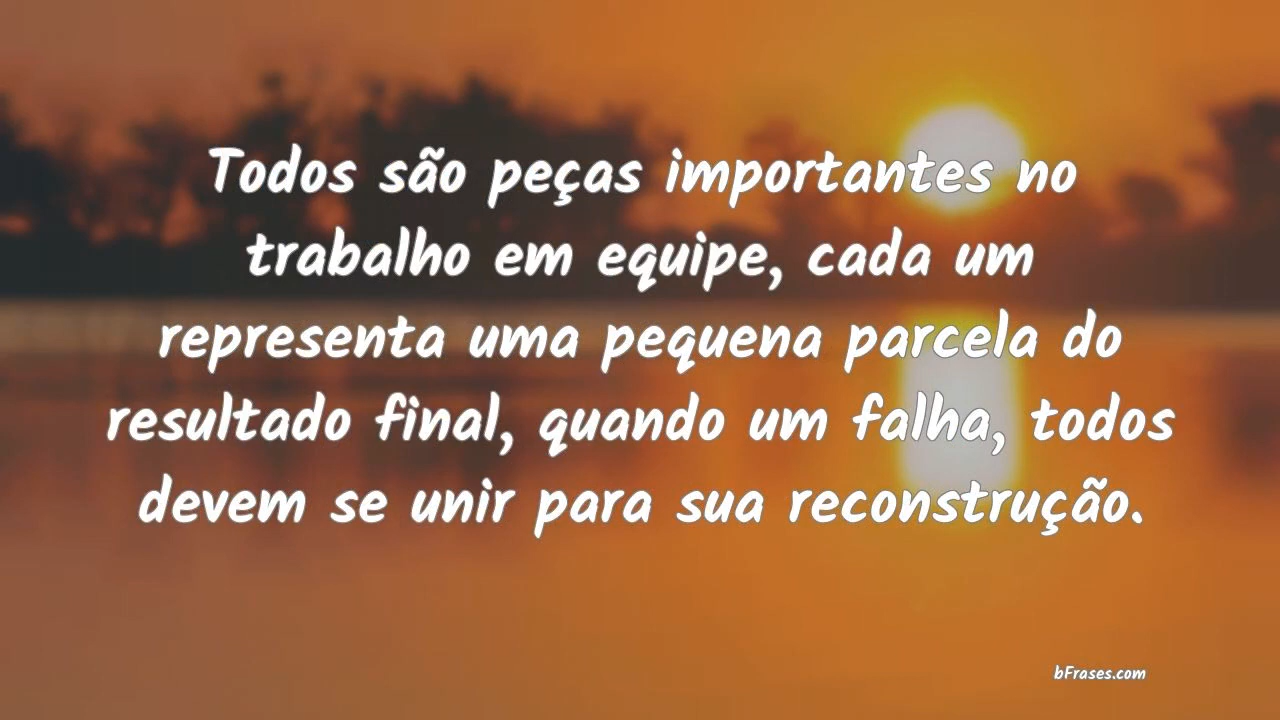 Todos são peças importantes no
trabalho em equipe, cada um
representa uma pequena parcela do
resultado final, quando um falha, todos
devem se unir para sua reconstrução.
bFrases.com